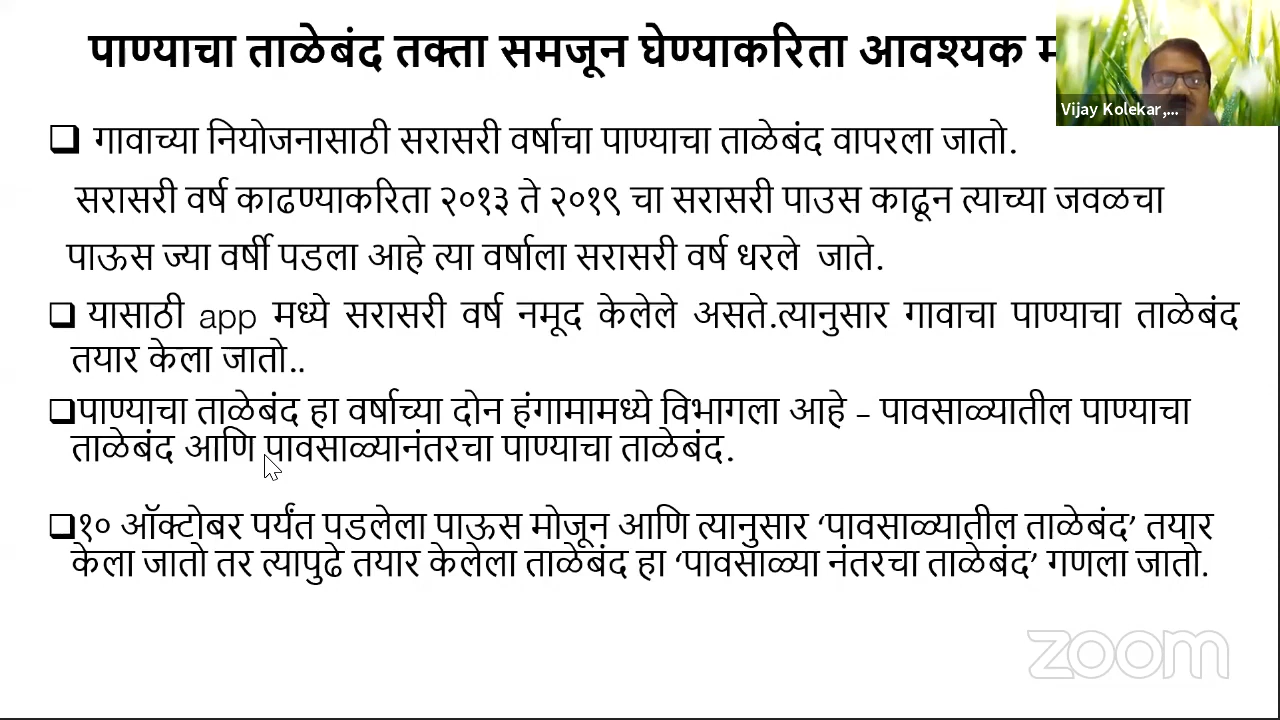 पाण्याचा ताळेबंद तक्ता समजून घेण्याकरिता आवश्यक
Vijay Kolekar,...
❑ गावाच्या नियोजनासाठी सरासरी वर्षाचा पाण्याचा ताळेबंद वापरला जातो.
सरासरी वर्ष काढण्याकरिता २०१३ ते २०१९ चा सरासरी पाउस काढून त्याच्या जवळचा
पाऊस ज्या वर्षी पडला आहे त्या वर्षाला सरासरी वर्ष धरले जाते.
❑ यासाठी app मध्ये सरासरी वर्ष नमूद केलेले असते.त्यानुसार गावाचा पाण्याचा ताळेबंद
तयार केला जातो..
❑पाण्याचा ताळेबंद हा वर्षाच्या दोन हंगामामध्ये विभागला आहे – पावसाळ्यातील पाण्याचा
ताळेबंद आणि पावसाळ्यानंतरचा पाण्याचा ताळेबंद.
❑१० ऑक्टोबर पर्यंत पडलेला पाऊस मोजून आणि त्यानुसार ‘पावसाळ्यातील ताळेबंद’ तयार
केला जातो तर त्यापुढे तयार केलेला ताळेबंद हा ‘पावसाळ्या नंतरचा ताळेबंद’ गणला जातो.
zoom